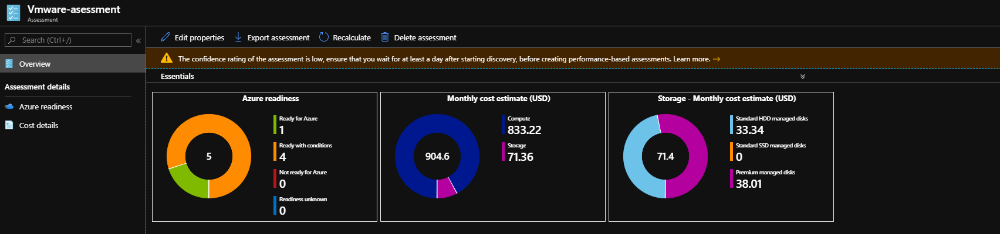 Vmware-asessment
Assessment
Search (Ctrl+/)
«
Overview
Assessment details
Azure readiness
Cost details
Edit properties
Export assessment
Recalculate
Delete assessment
The confidence rating of the assessment is low, ensure that you wait for at least a day after starting discovery, before creating performance-based assessments. Learn more. →
Essentials
Azure readiness
5
Ready for Azure
1
Ready with conditions
4
Not ready for Azure
0
Readiness unknown
0
Monthly cost estimate (USD)
904.6
Compute
833.22
Storage
71.36
Storage - Monthly cost estimate (USD)
71.4
Standard HDD managed disks
33.34
Standard SSD managed disks
0
Premium managed disks
38.01